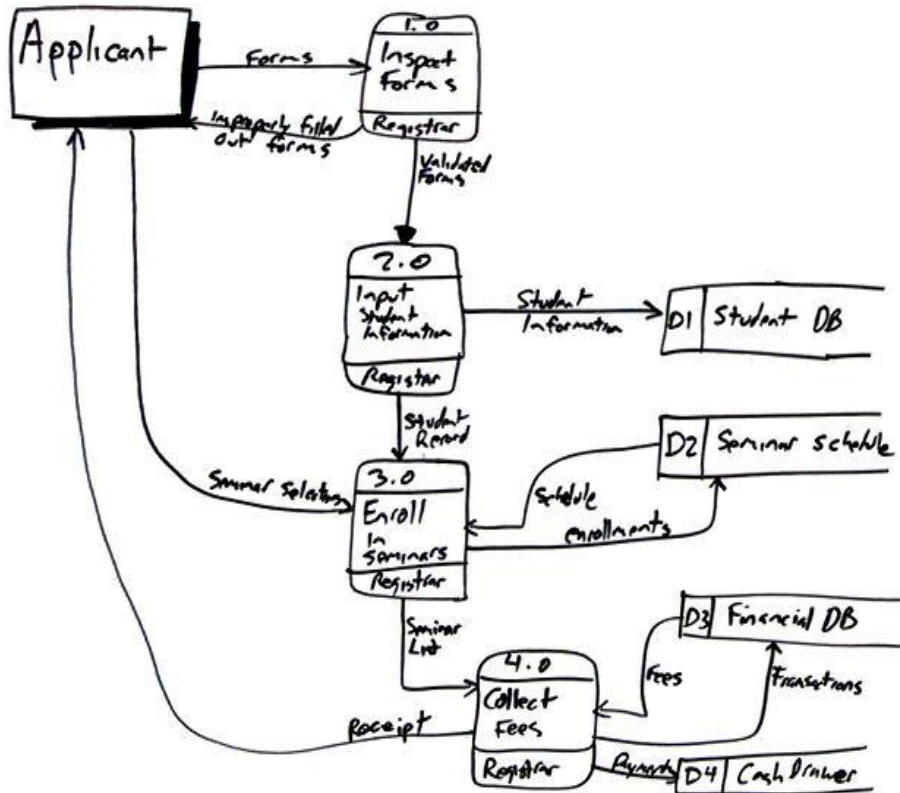 Applicant
Forms
1.0
Inspect
Forms
Registrar
Improperly filled
Out forms
Validated
Forms
2.0
Input
Student
Information
Registrar
Student
Information
D1 Student DB
Student
Record
Seminar Selections
3.0
Enroll
In
Seminars
Registrar
D2 Seminar Schedule
Schedule
enrollments
Seminar
List
4.0
Collect
Fees
Registrar
D3 Financial DB
Fees
Transactions
Receipt
Payments
D4 Cash Drawer